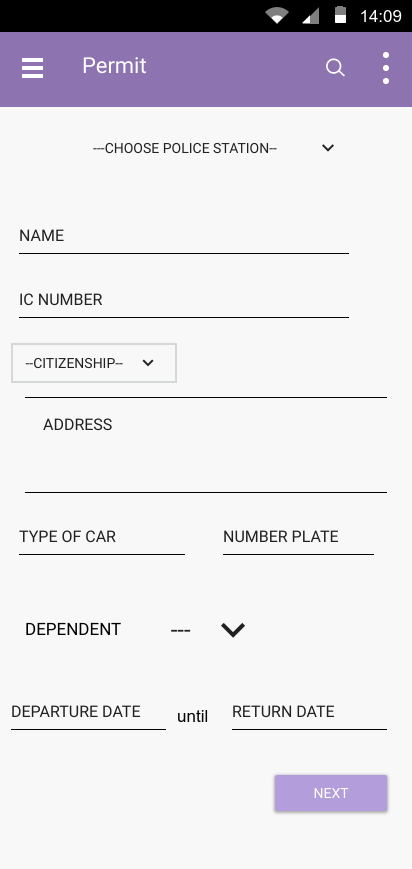 14:09
Permit
---CHOOSE POLICE STATION--
NAME
IC NUMBER
--CITIZENSHIP--
ADDRESS
TYPE OF CAR NUMBER PLATE
DEPENDENT ---
DEPARTURE DATE until RETURN DATE
NEXT